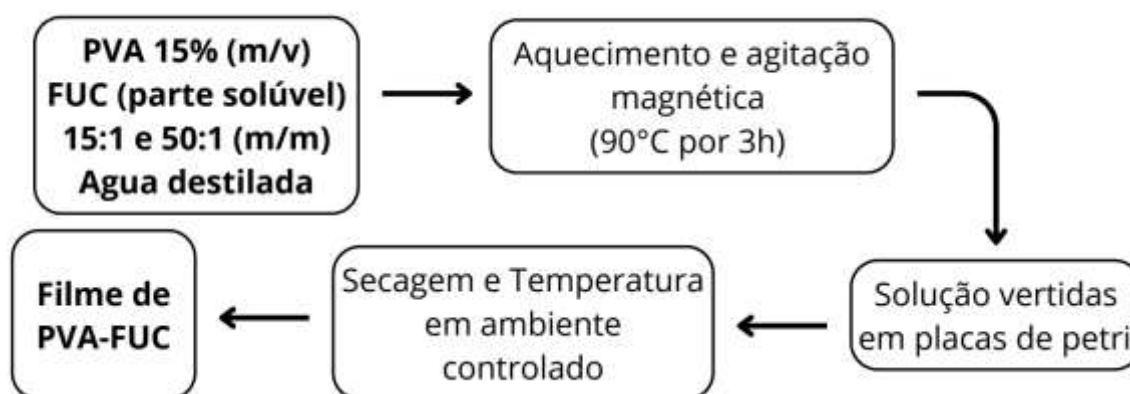 PVA 15% (m/v)
FUC (parte solúvel)
15:1 e 50:1 (m/m)
Agua destilada
Aquecimento e agitação
magnética
(90°C por 3h)
Solução vertidas
em placas de petri
Secagem e Temperatura
em ambiente
controlado
Filme de
PVA-FUC